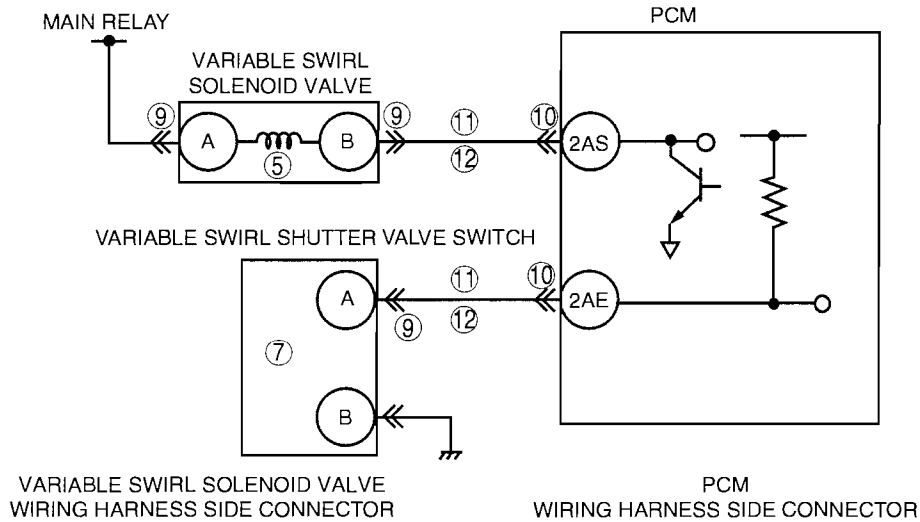 PCM
MAIN RELAY
VARIABLE SWIRL
SOLENOID VALVE
9
9
11
10
A
B
2AS
5
12
VARIABLE SWIRL SHUTTER VALVE SWITCH
11
10
A
2AE
9
12
7
B
VARIABLE SWIRL SOLENOID VALVE
WIRING HARNESS SIDE CONNECTOR
PCM
WIRING HARNESS SIDE CONNECTOR